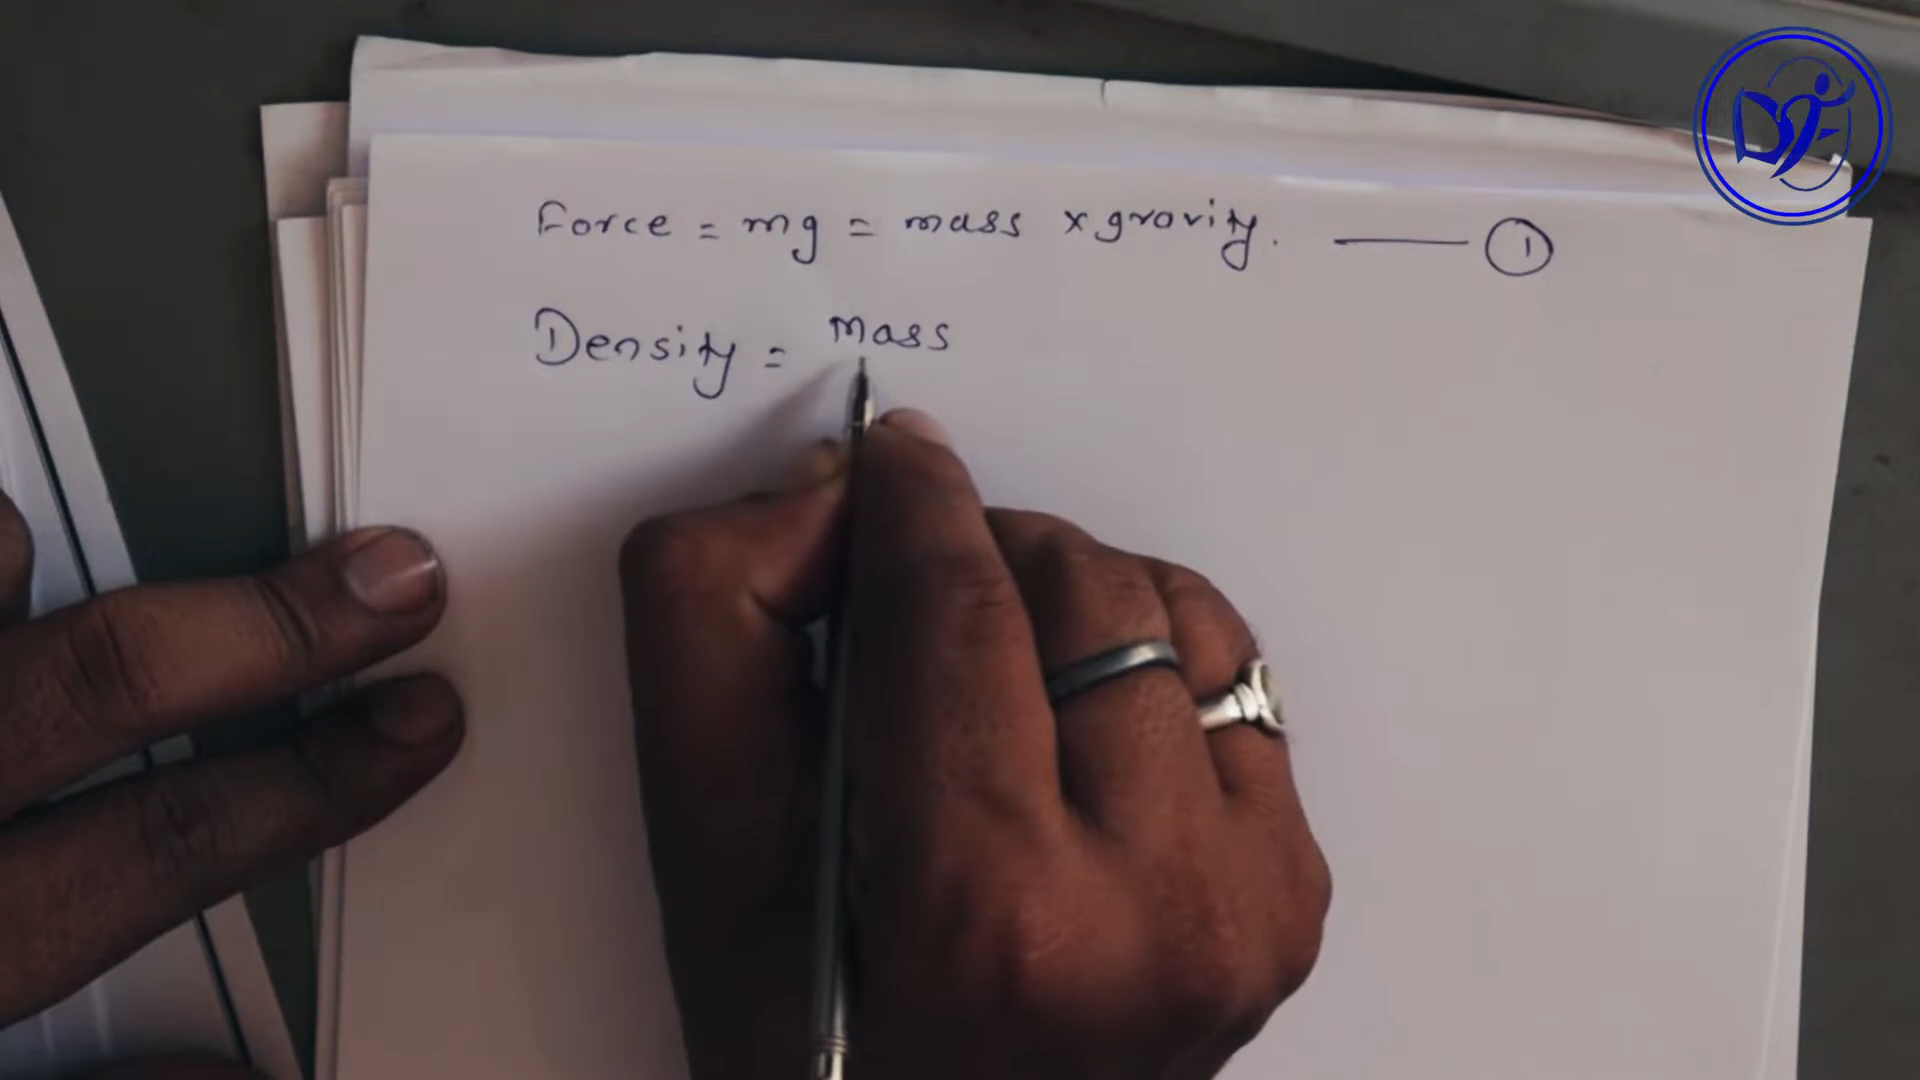 Force = mg = mass x gravity. —— ①
Density = mass